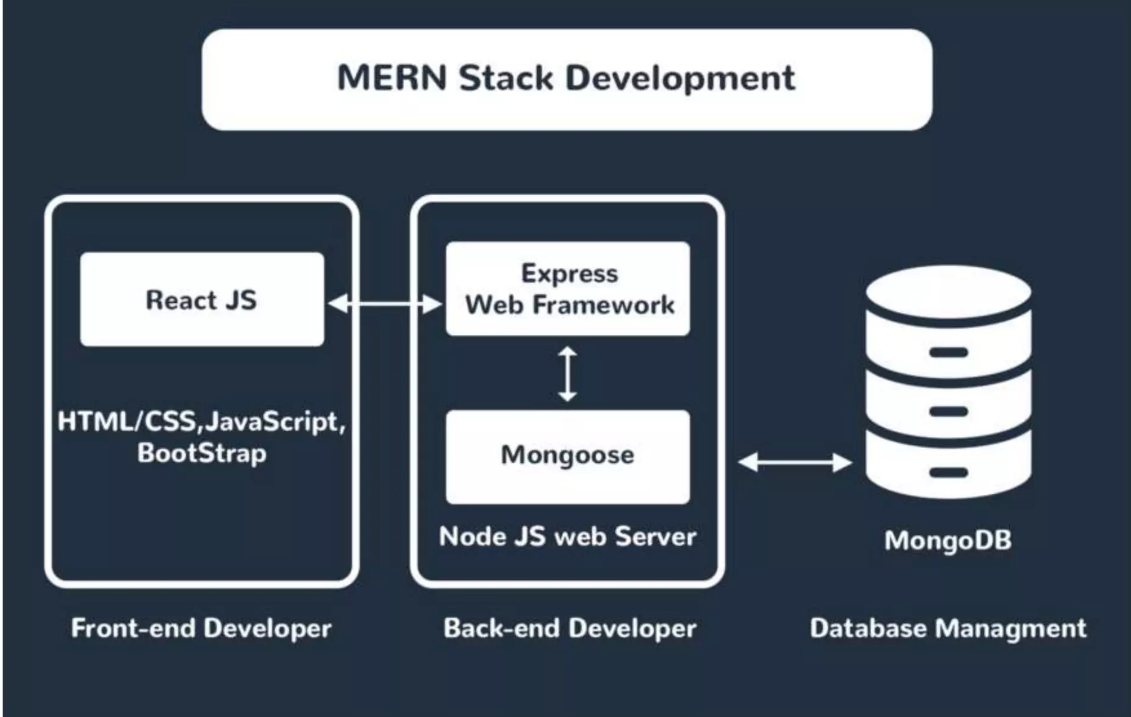 MERN Stack Development
React JS
HTML/CSS,JavaScript,
BootStrap
Front-end Developer
Express
Web Framework
Mongoose
Node JS web Server
Back-end Developer
MongoDB
Database Managment